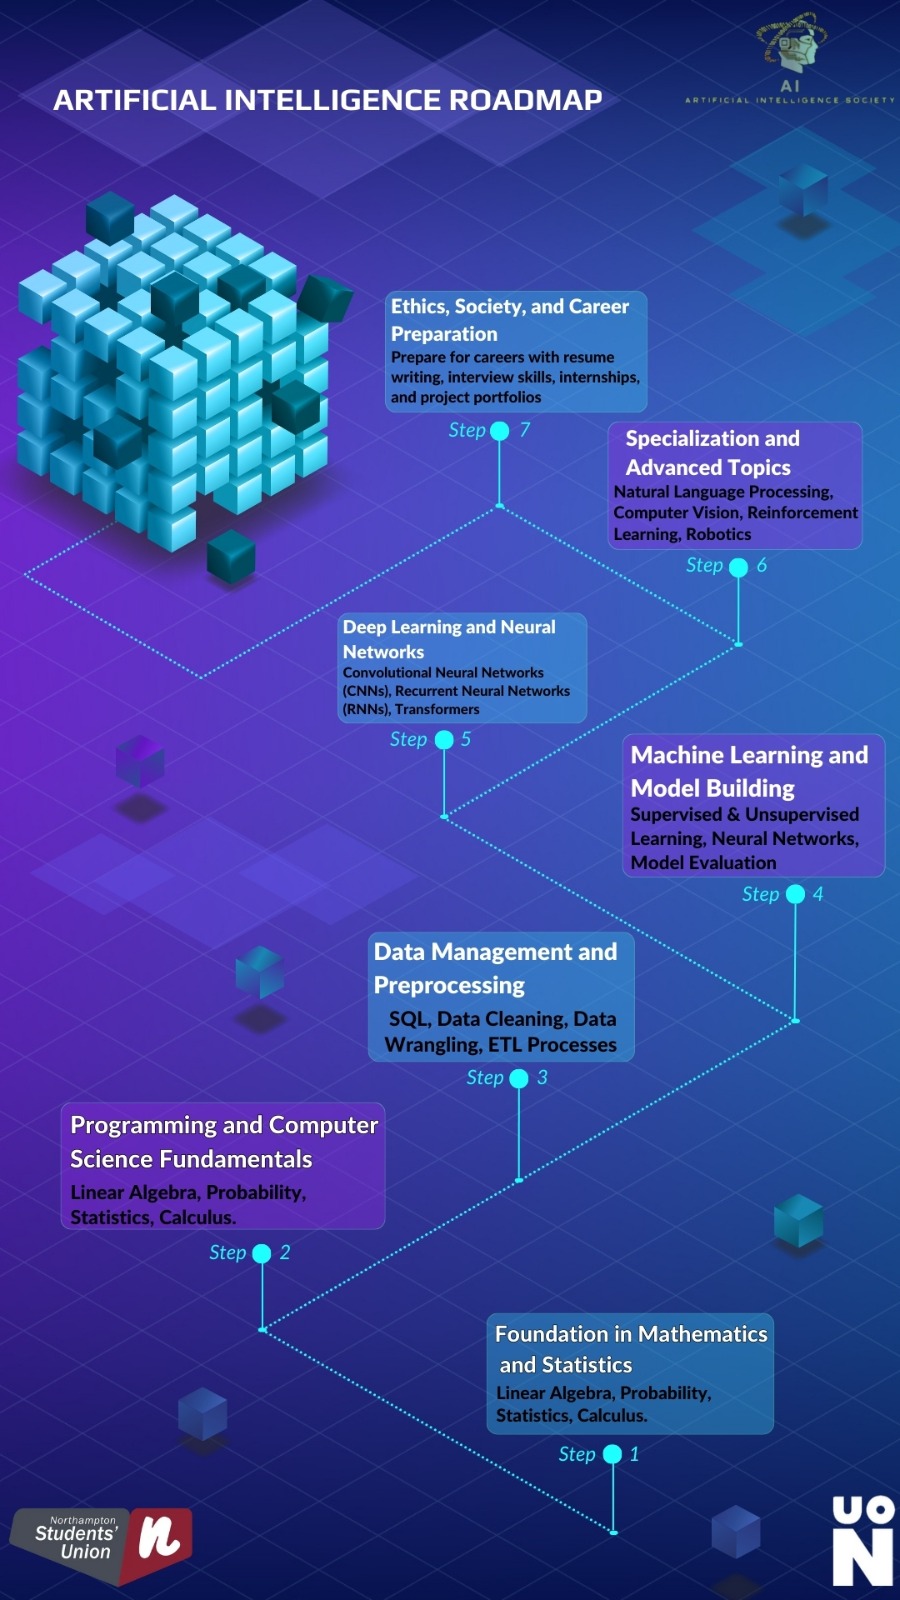 ARTIFICIAL INTELLIGENCE ROADMAP
AI
ARTIFICIAL INTELLIGENCE SOCIETY
Ethics, Society, and Career
Preparation
Prepare for careers with resume
writing, interview skills, internships,
and project portfolios
Step 7
Specialization and
Advanced Topics
Natural Language Processing,
Computer Vision, Reinforcement
Learning, Robotics
Step 6
Deep Learning and Neural
Networks
Convolutional Neural Networks
(CNNs), Recurrent Neural Networks
(RNNs), Transformers
Step 5
Machine Learning and
Model Building
Supervised & Unsupervised
Learning, Neural Networks,
Model Evaluation
Step 4
Data Management and
Preprocessing
SQL, Data Cleaning, Data
Wrangling, ETL Processes
Step 3
Programming and Computer
Science Fundamentals
Linear Algebra, Probability,
Statistics, Calculus.
Step 2
Foundation in Mathematics
and Statistics
Linear Algebra, Probability,
Statistics, Calculus.
Step 1
Northampton
Students'
Union
n
UO
N